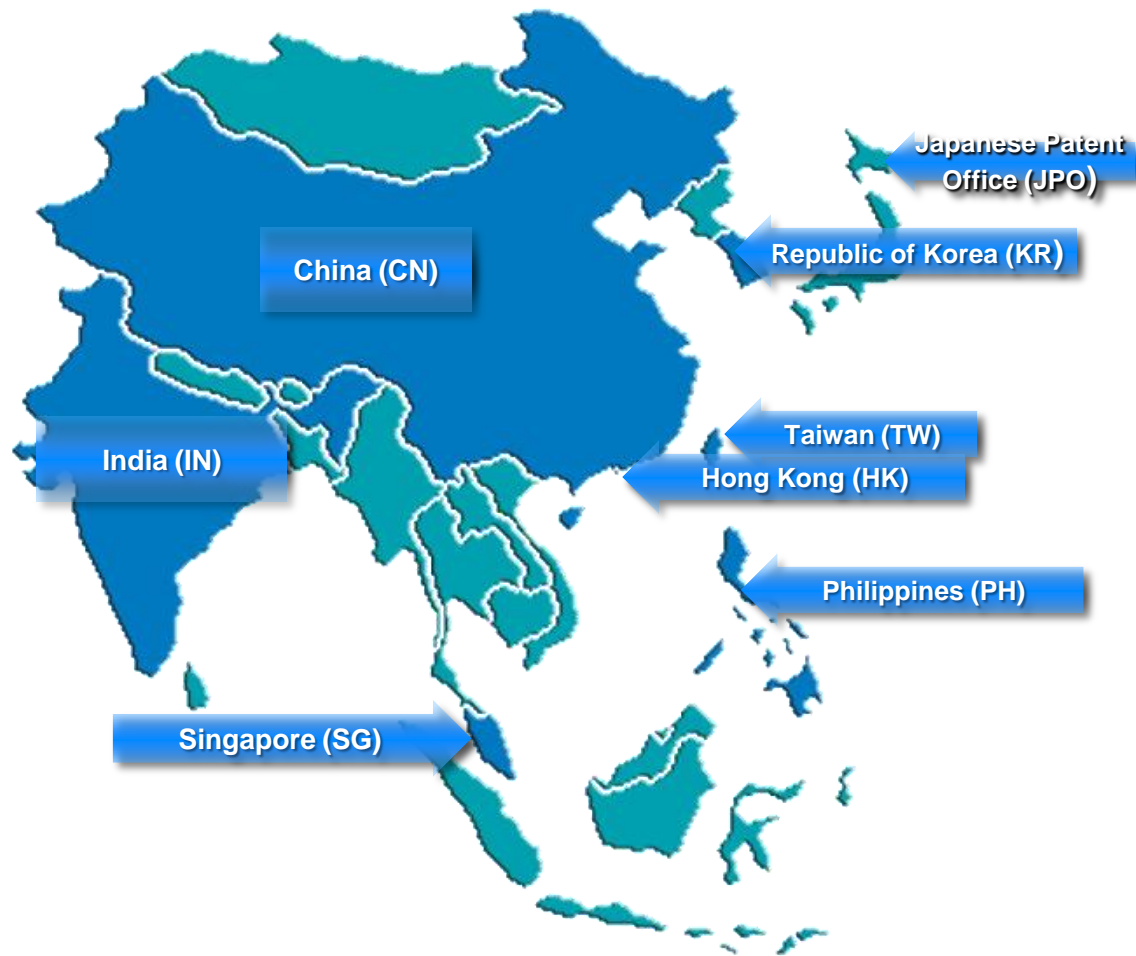 Japanese Patent
Office (JPO)
Republic of Korea (KR)
China (CN)
Taiwan (TW)
India (IN)
Hong Kong (HK)
Philippines (PH)
Singapore (SG)